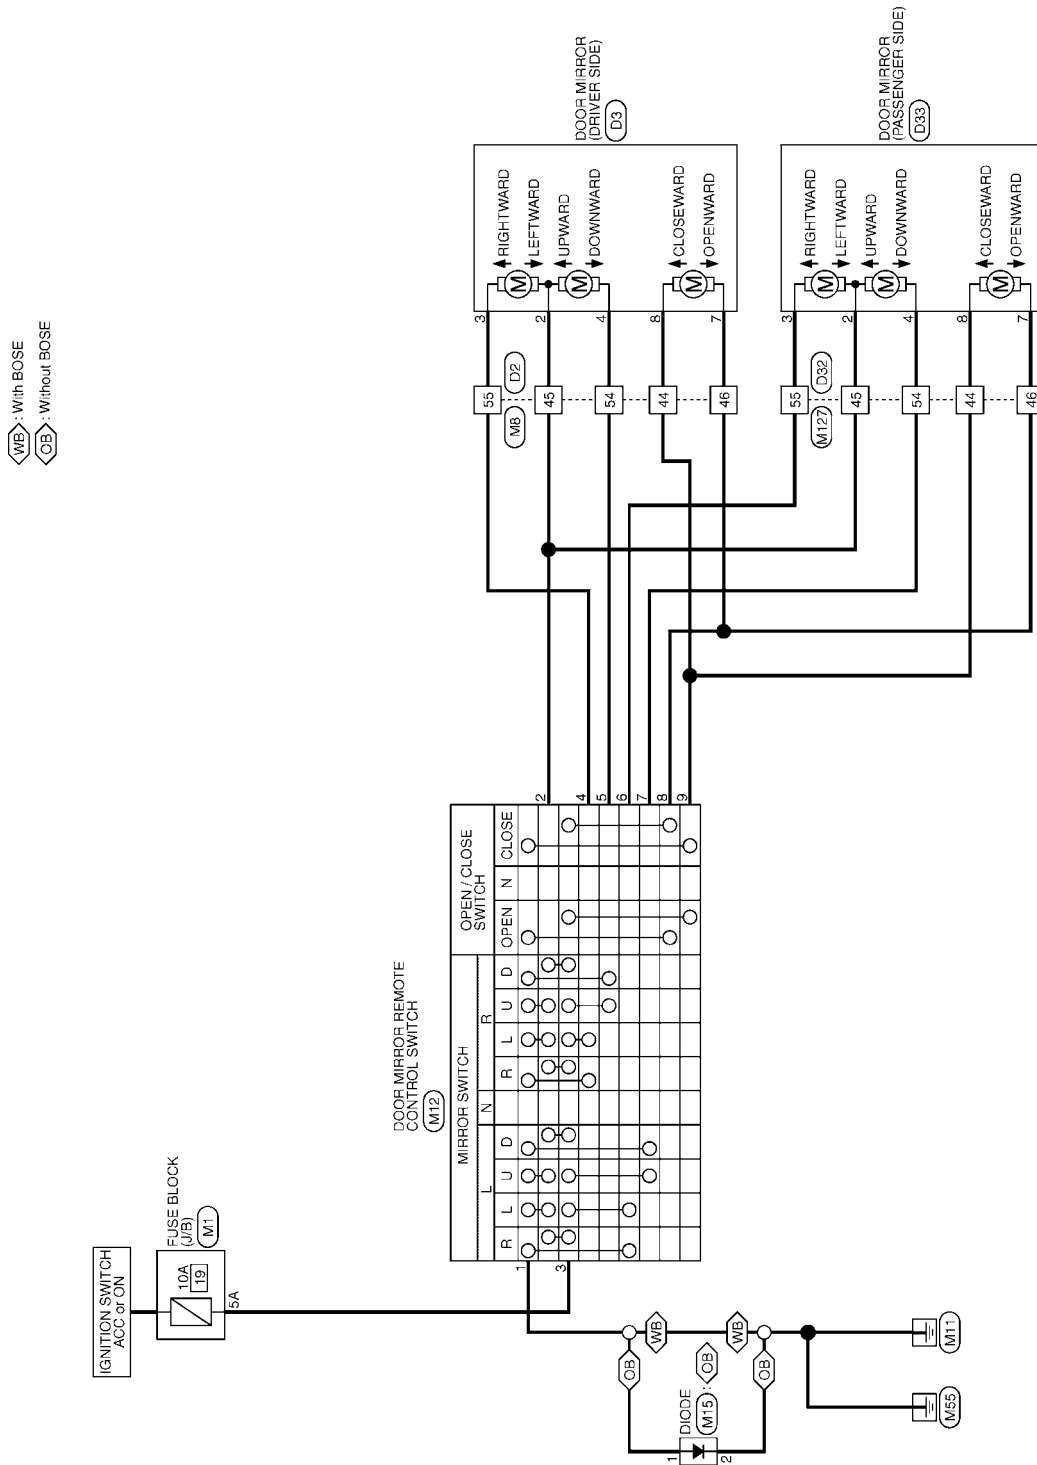 WB : With BOSE
OB : Without BOSE
IGNITION SWITCH
ACC or ON
FUSE BLOCK
(J/B)
M1
10A
19
5A
DOOR MIRROR REMOTE
CONTROL SWITCH
M12
MIRROR SWITCH
OPEN / CLOSE
SWITCH
L
N
R
R
L
U
D
R
L
U
D
OPEN
N
CLOSE
1
3
2
4
5
6
7
8
9
OB
WB
WB
OB
DIODE
M15 : OB
1
2
M55
M11
55
45
54
44
46
M8
D2
3
2
4
8
7
M
M
M
RIGHTWARD
LEFTWARD
UPWARD
DOWNWARD
CLOSEWARD
OPENWARD
DOOR MIRROR
(DRIVER SIDE)
D3
55
45
54
44
46
M127
D32
3
2
4
8
7
M
M
M
RIGHTWARD
LEFTWARD
UPWARD
DOWNWARD
CLOSEWARD
OPENWARD
DOOR MIRROR
(PASSENGER SIDE)
D33